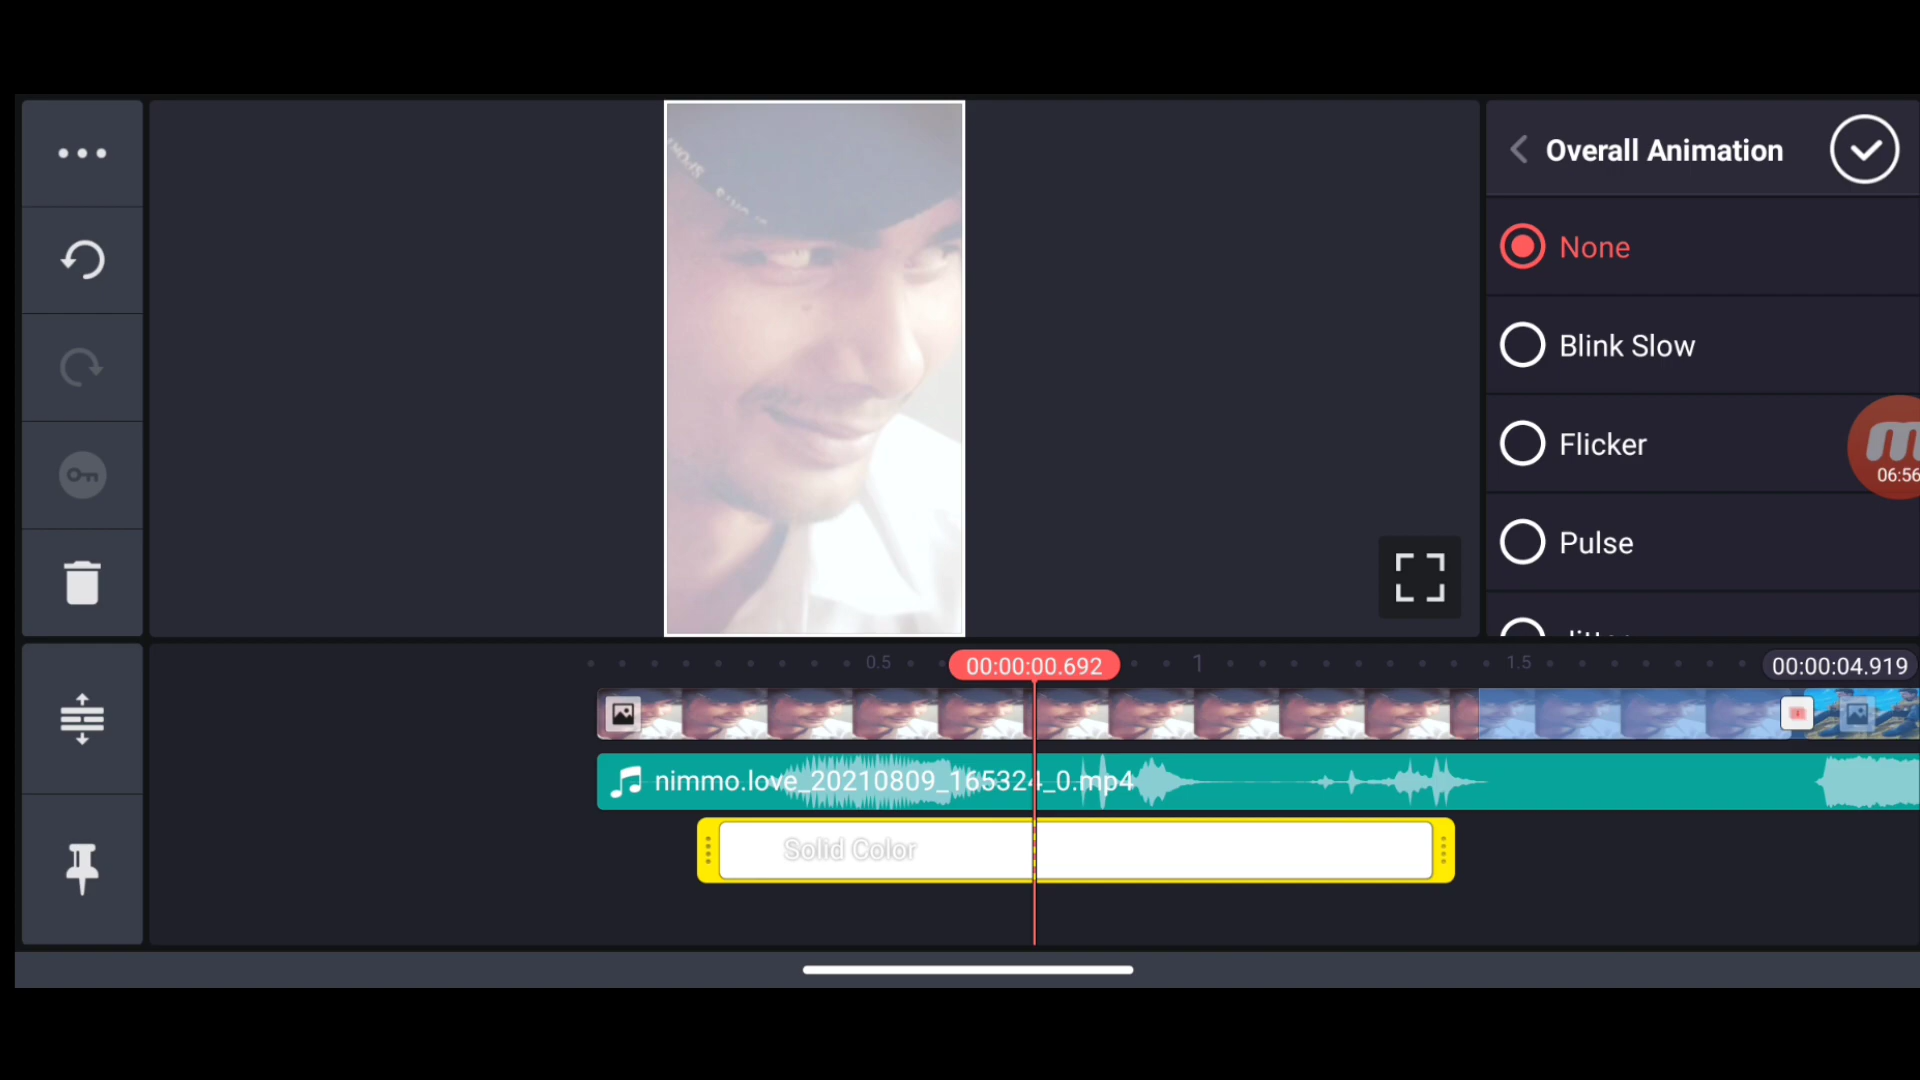 Overall Animation
None
Blink Slow
Flicker
06:56
Pulse
0.5
00:00:00.692
1
1.5
00:00:04.919
nimmo.love_20210809_165324_0.mp4
Solid Color